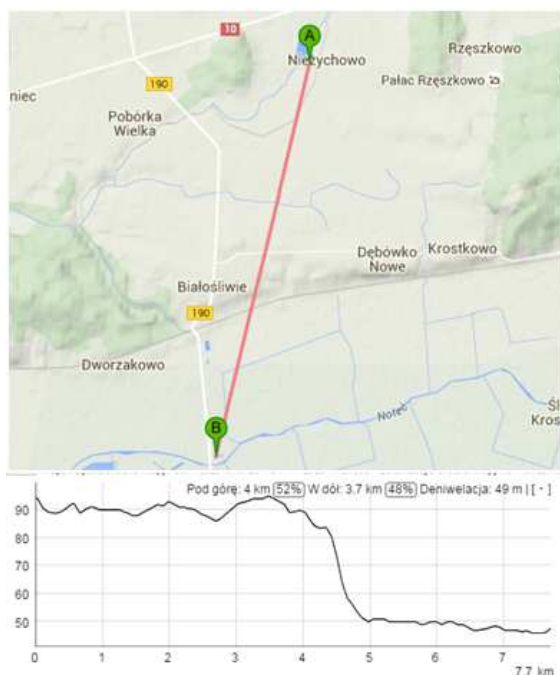 A
10
Nieżychowo
Rzęszkowo
Pałac Rzęszkowo
190
niec
Pobórka
Wielka
Dębówko
Nowe
Krostkowo
Białośliwie
190
Dworzakowo
B
Noteć
Śl
Kros
Pod górę: 4 km 52% W dół: 3,7 km 48% Deniwelacja: 49 m | [ - ]
90
80
70
60
50
0 1 2 3 4 5 6 7
7.7 km